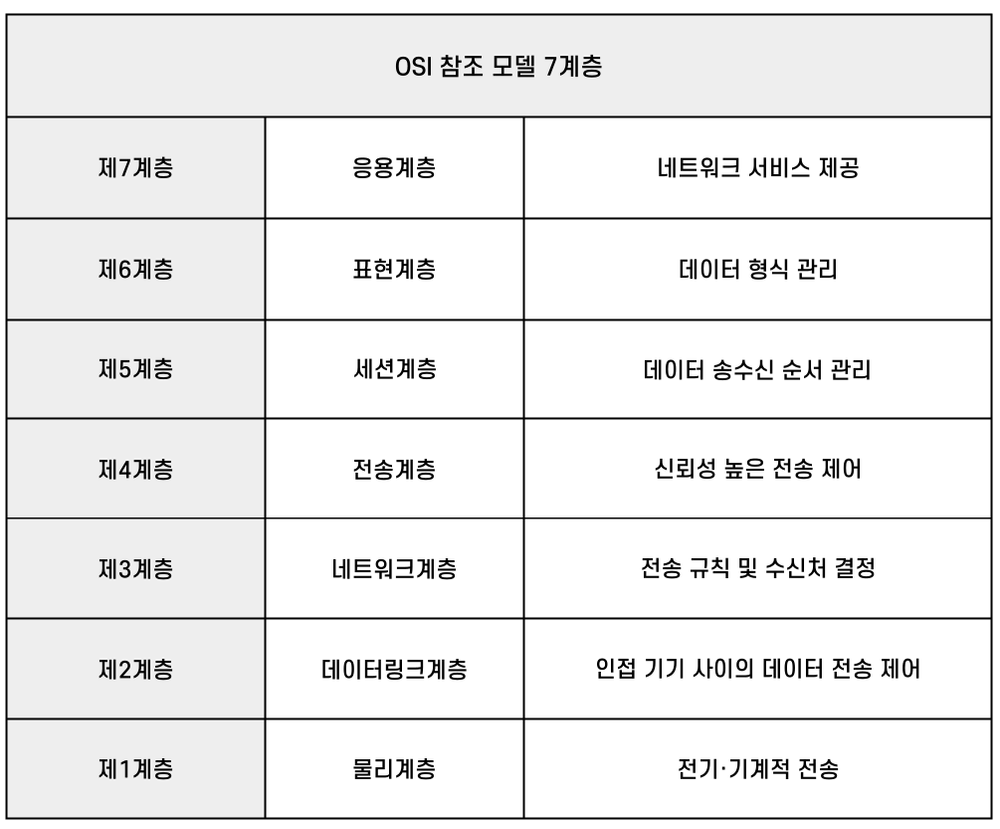 OSI 참조 모델 7계층
제7계층 응용계층 네트워크 서비스 제공
제6계층 표현계층 데이터 형식 관리
제5계층 세션계층 데이터 송수신 순서 관리
제4계층 전송계층 신뢰성 높은 전송 제어
제3계층 네트워크계층 전송 규칙 및 수신처 결정
제2계층 데이터링크계층 인접 기기 사이의 데이터 전송 제어
제1계층 물리계층 전기·기계적 전송